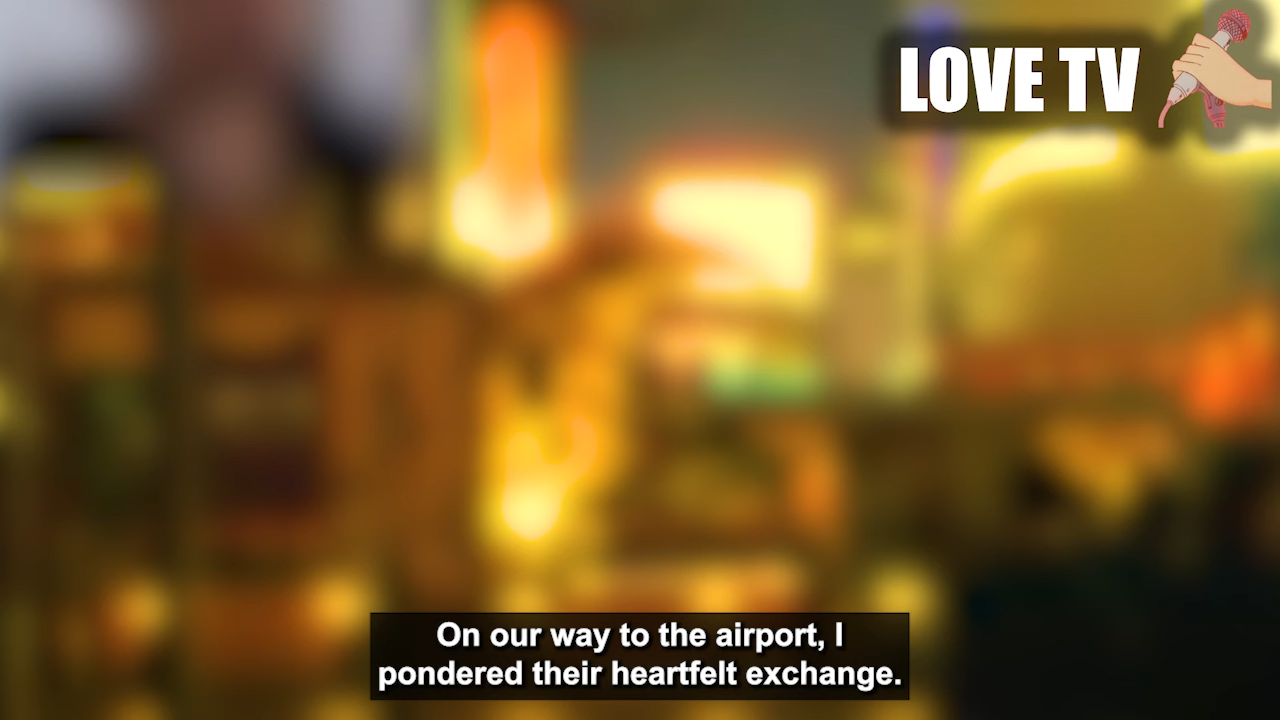 LOVE TV
On our way to the airport, I
pondered their heartfelt exchange.